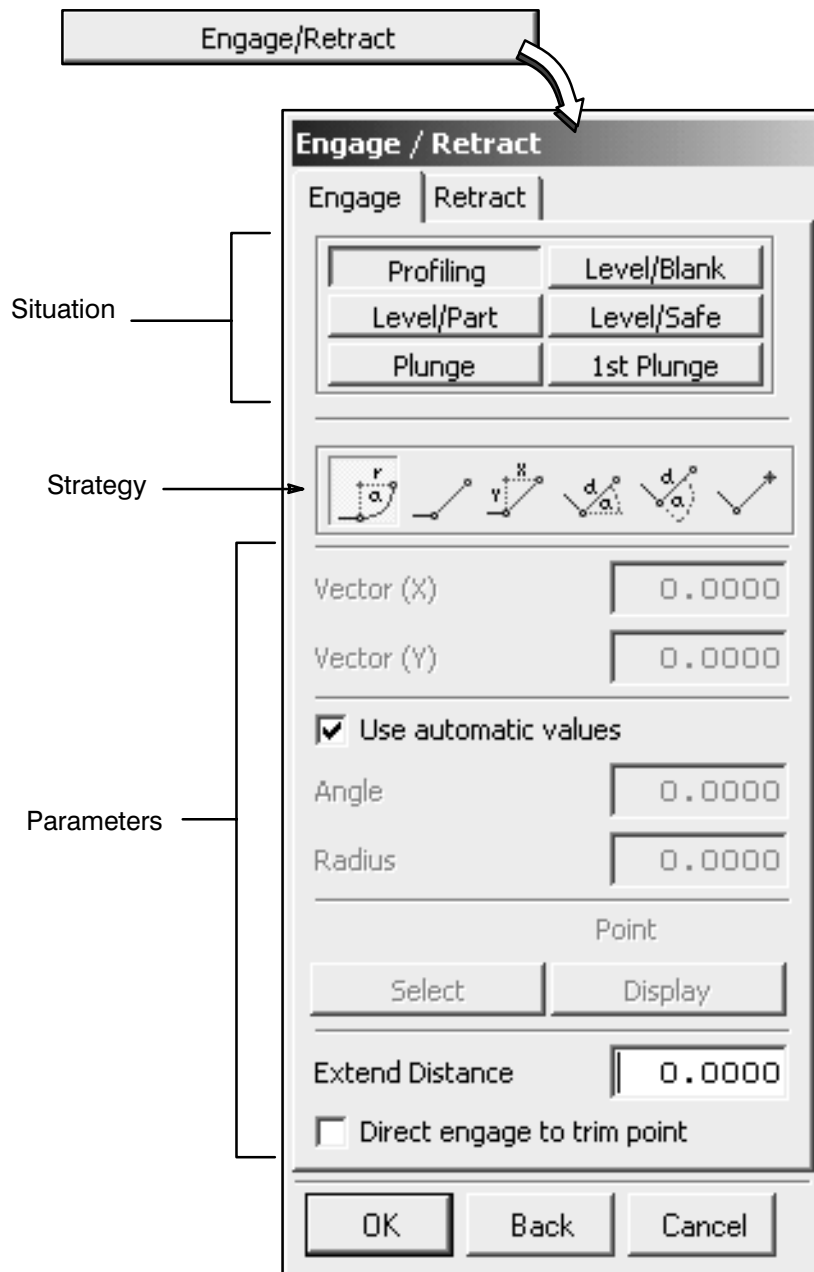 Engage/Retract
Engage / Retract
Engage Retract
Situation
Profiling Level/Blank
Level/Part Level/Safe
Plunge 1st Plunge
Strategy
r a X Y d a d a
Parameters
Vector (X) 0.0000
Vector (Y) 0.0000
Use automatic values
Angle 0.0000
Radius 0.0000
Point
Select Display
Extend Distance 0.0000
Direct engage to trim point
OK Back Cancel